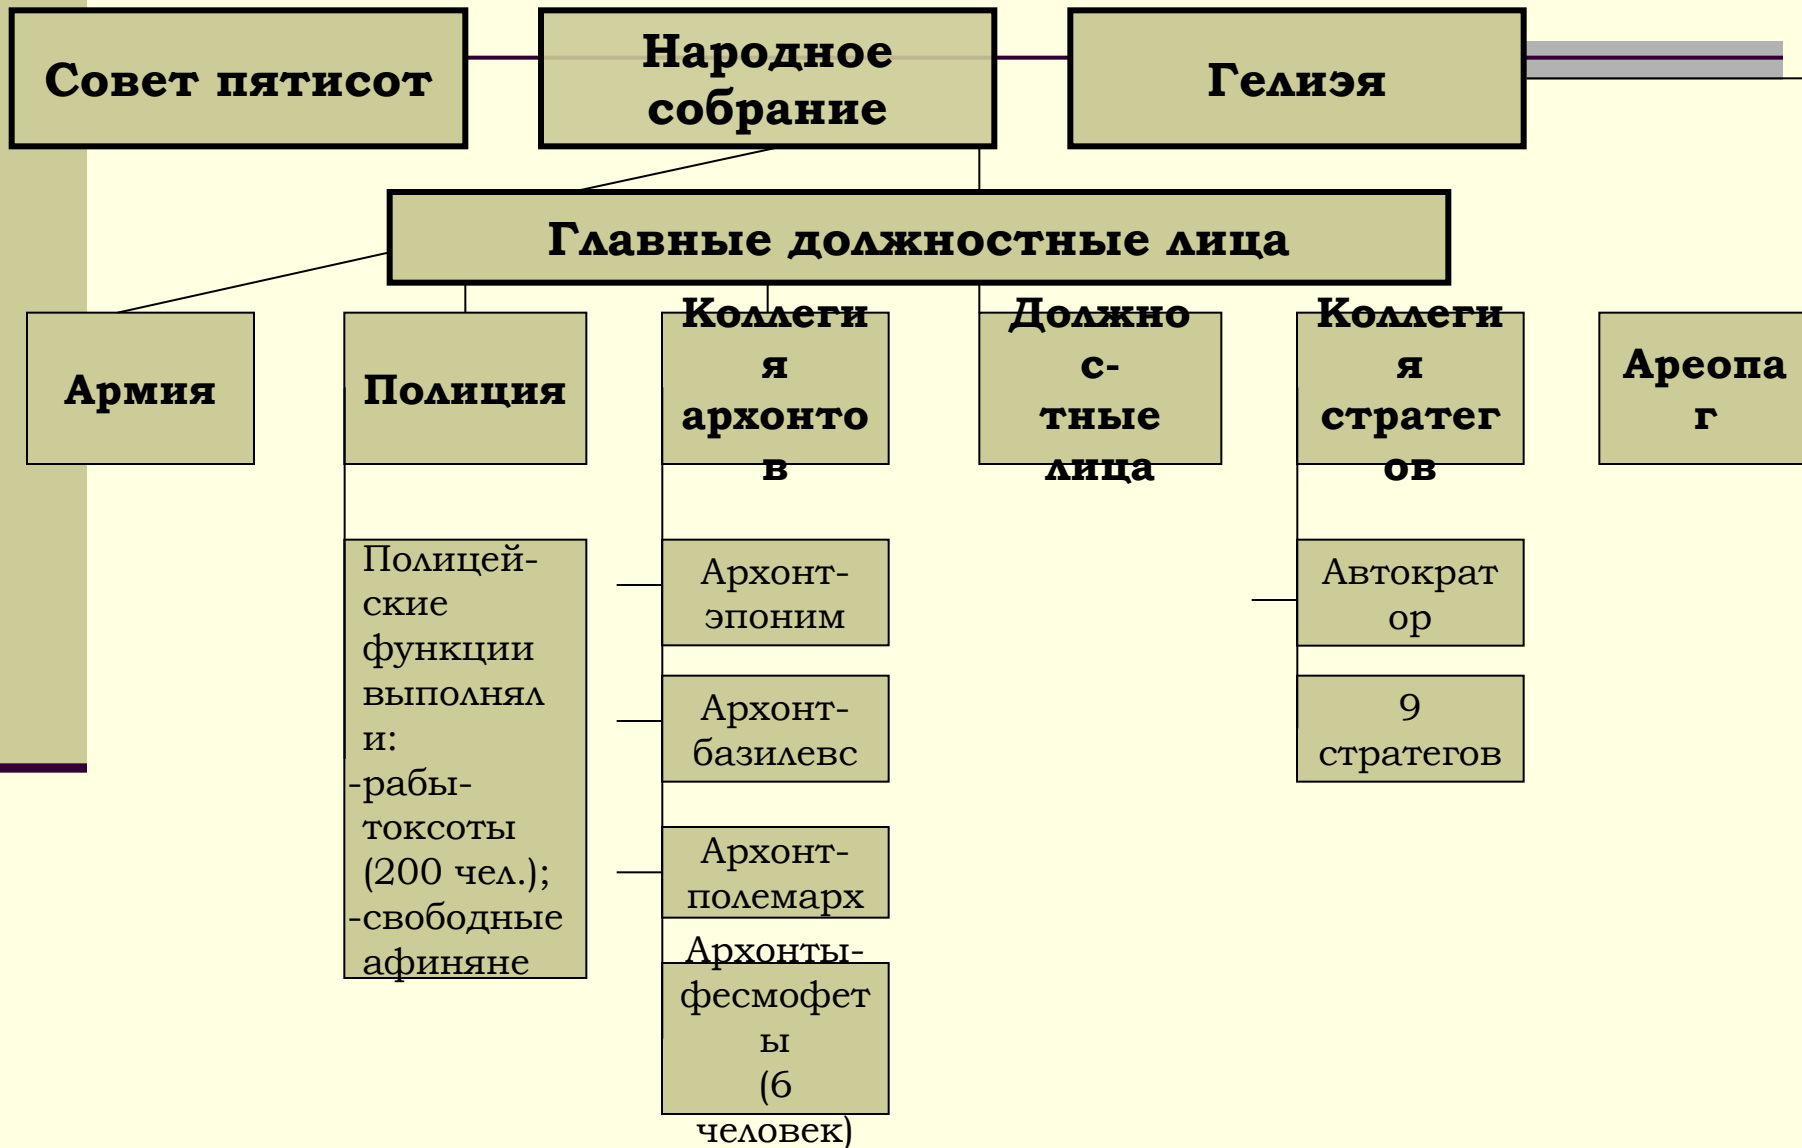 Совет пятисот
Народное
собрание
Гелиэя
Главные должностные лица
Армия
Полиция
Коллеги
я
архонто
в
Должно
с-
тные
лица
Коллеги
я
стратег
ов
Ареопа
г
Полицей-
ские
функции
выполнял
и:
-рабы-
токсоты
(200 чел.);
-свободные
афиняне
Архонт-
эпоним
Архонт-
базилевс
Архонт-
полемарх
Архонты-
фесмофет
ы
(6
человек)
Автократ
ор
9
стратегов